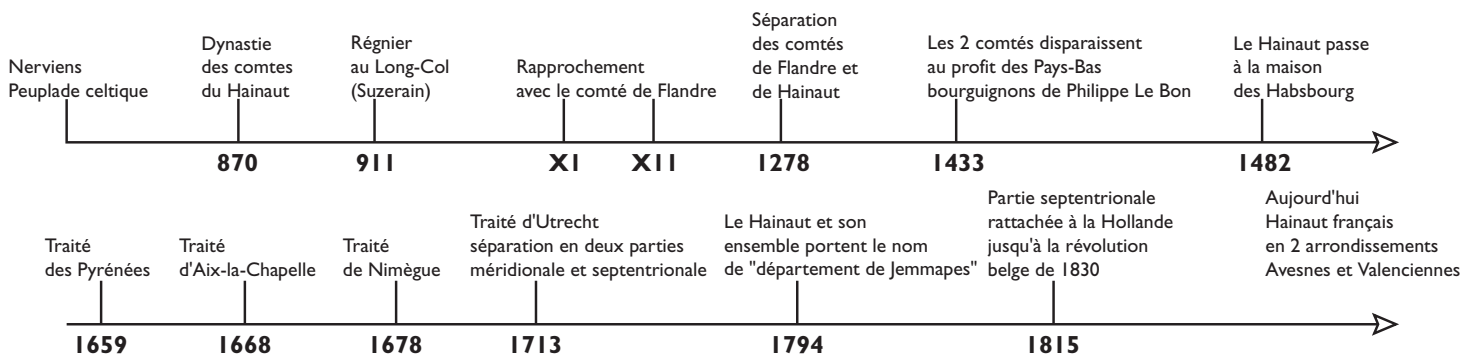 Nerviens
Peuplade celtique
Dynastie
des comtes
du Hainaut
Régnier
au Long-Col
(Suzerain)
Rapprochement
avec le comté de Flandre
Séparation
des comtés
de Flandre et
de Hainaut
Les 2 comtés disparaissent
au profit des Pays-Bas
bourguignons de Philippe Le Bon
Le Hainaut passe
à la maison
des Habsbourg
870
911
XI
XII
1278
1433
1482
Traité
des Pyrénées
Traité
d'Aix-la-Chapelle
Traité
de Nimègue
Traité d'Utrecht
séparation en deux parties
méridionale et septentrionale
Le Hainaut et son
ensemble portent le nom
de "département de Jemmapes"
Partie septentrionale
rattachée à la Hollande
jusqu'à la révolution
belge de 1830
Aujourd'hui
Hainaut français
en 2 arrondissements
Avesnes et Valenciennes
1659
1668
1678
1713
1794
1815